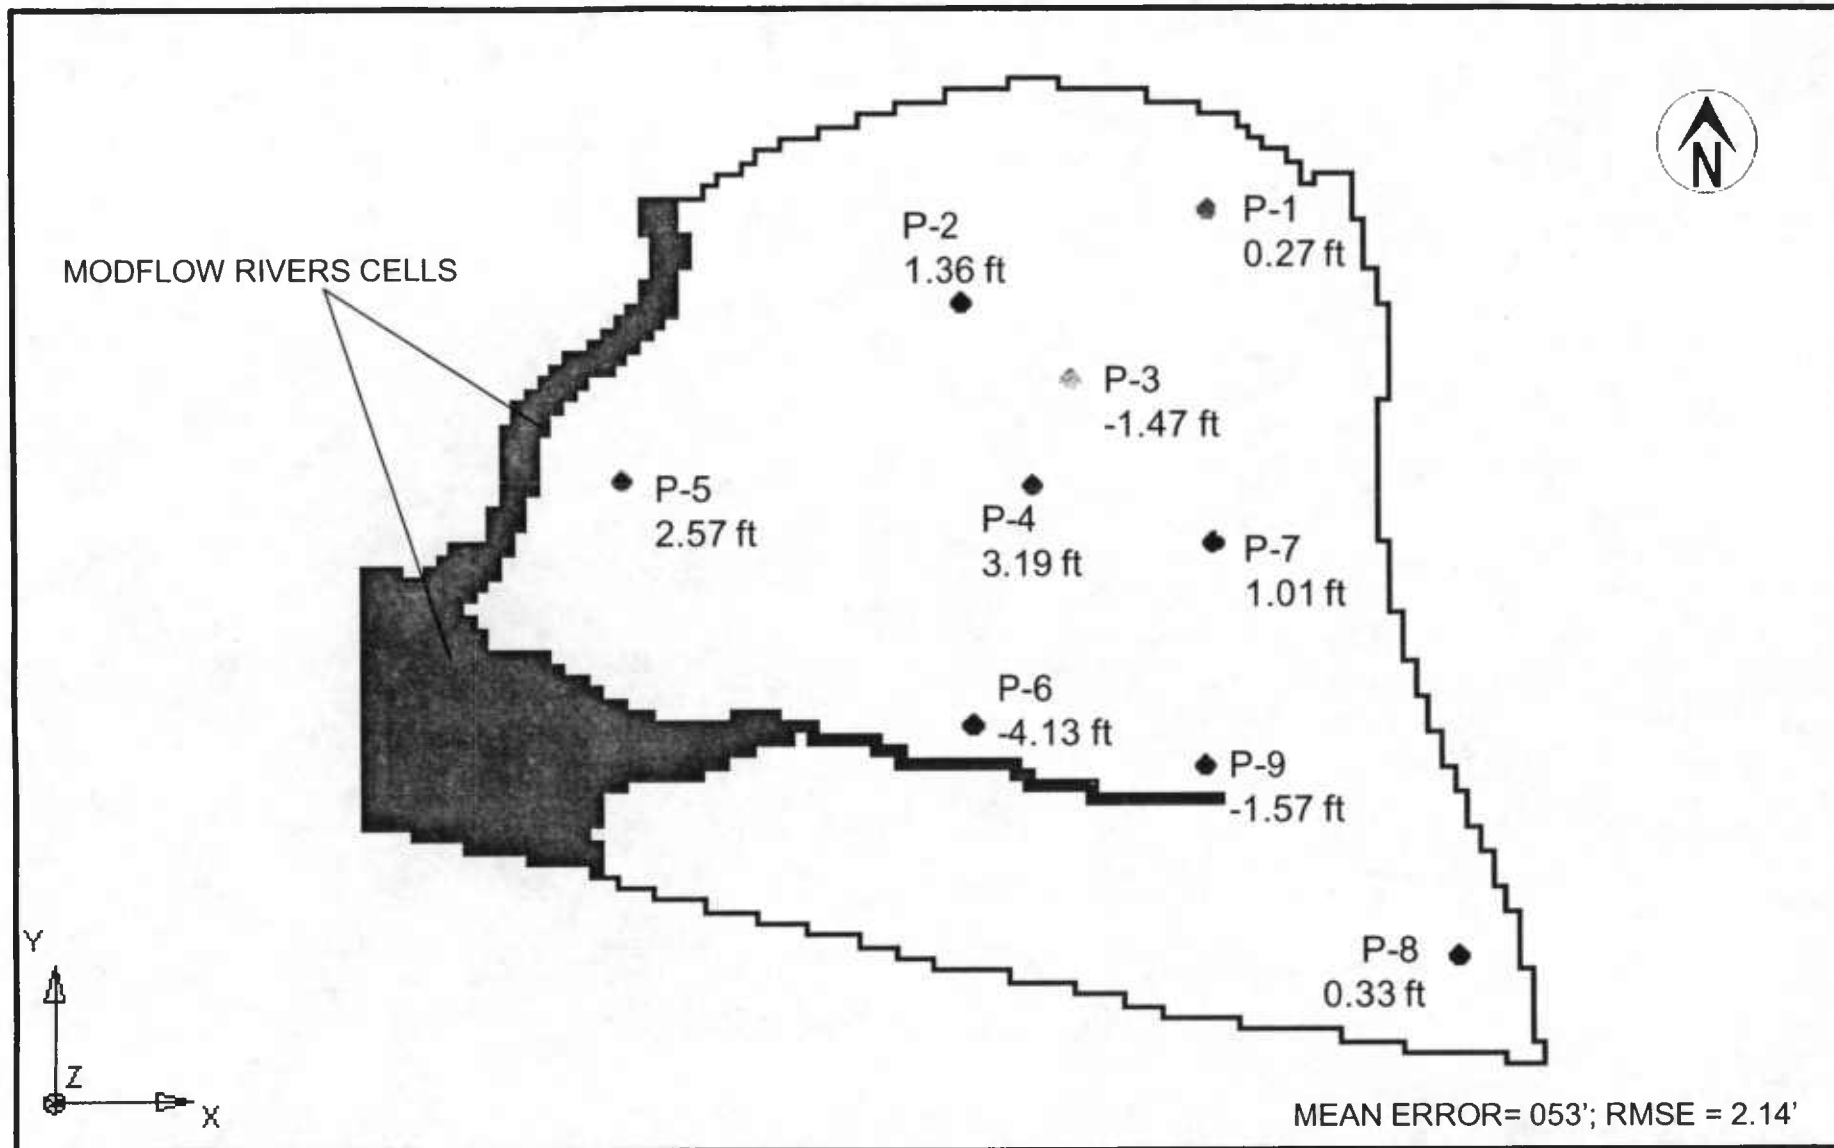 N
P-1
0.27 ft
P-2
1.36 ft
MODFLOW RIVERS CELLS
P-3
-1.47 ft
P-5
2.57 ft
P-4
3.19 ft
P-7
1.01 ft
P-6
-4.13 ft
P-9
-1.57 ft
P-8
0.33 ft
Y
Z
X
MEAN ERROR= 053'; RMSE = 2.14'